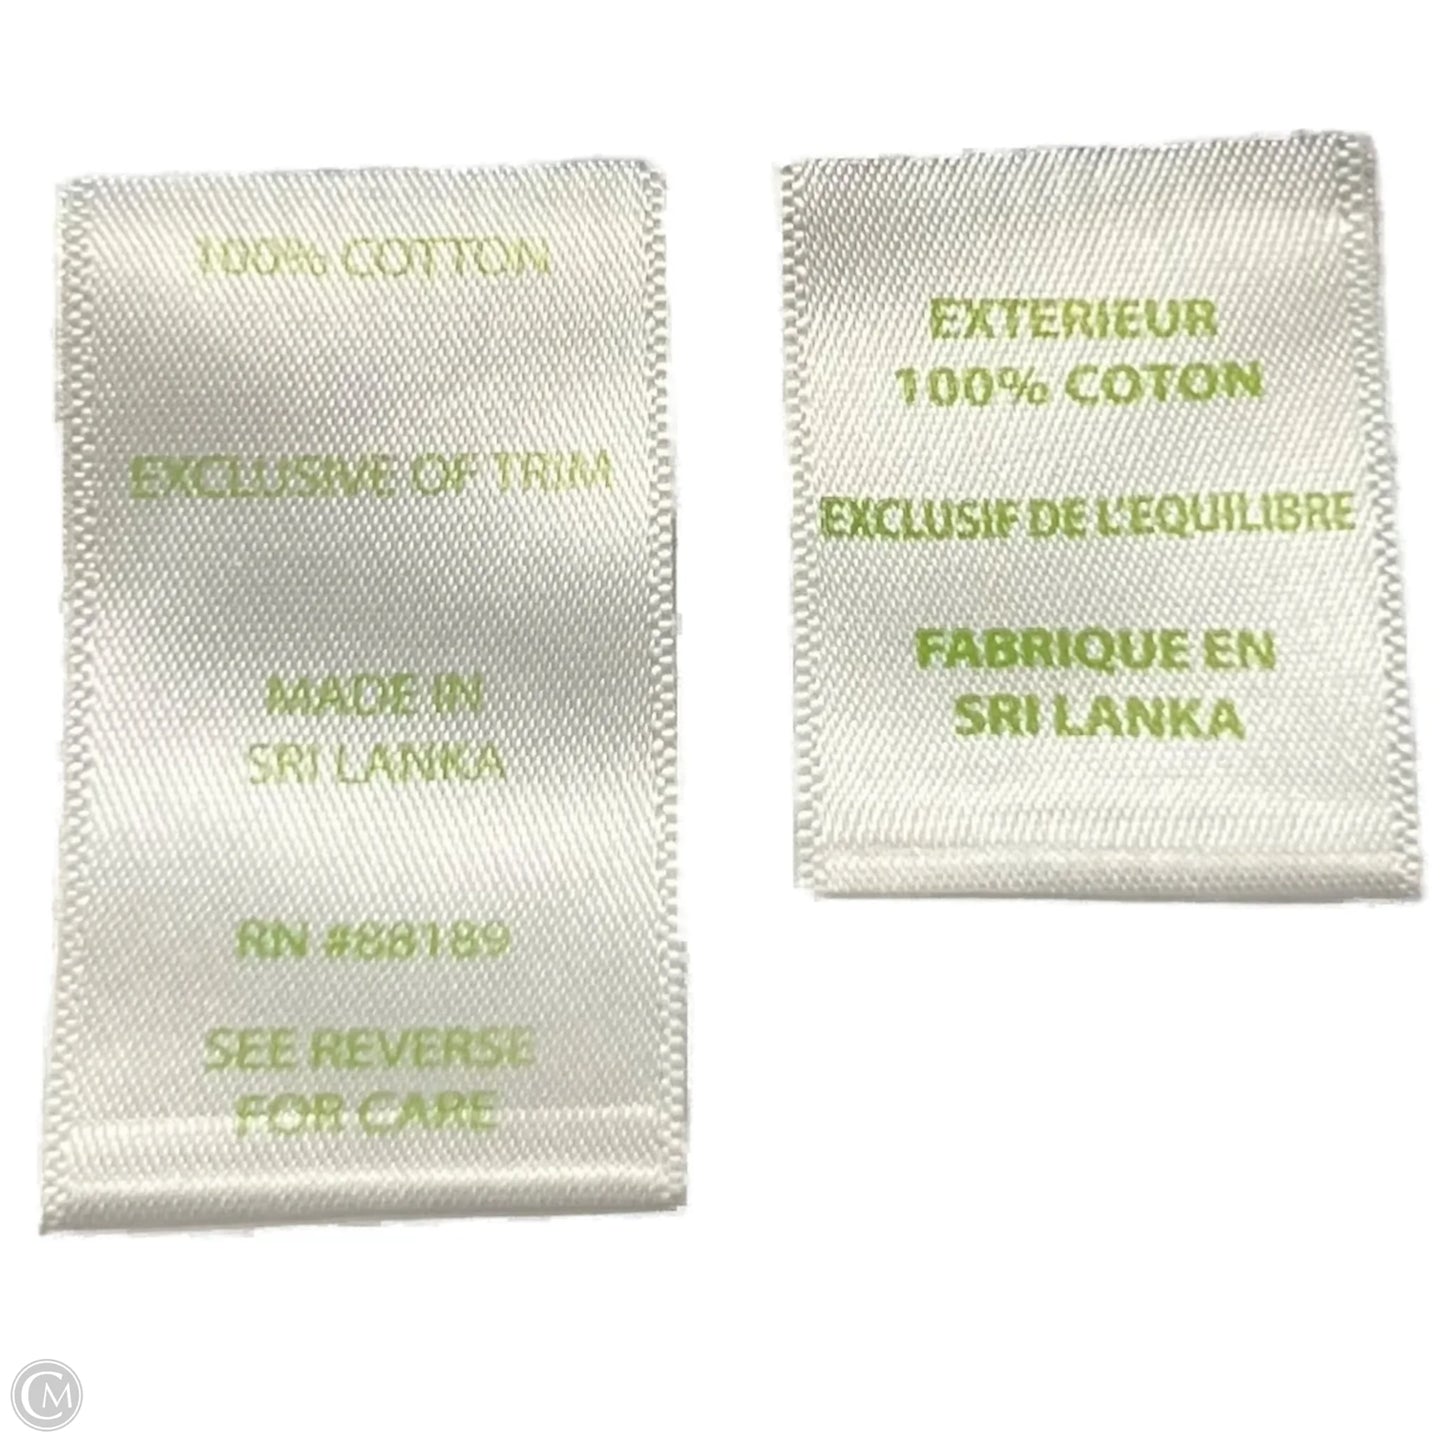 100% COTTON
EXCLUSIVE OF TRIM
MADE IN
SRI LANKA
RN #88189
SEE REVERSE
FOR CARE
EXTERIEUR
100% COTON
EXCLUSIF DE L'EQUILIBRE
FABRIQUE EN
SRI LANKA
CM